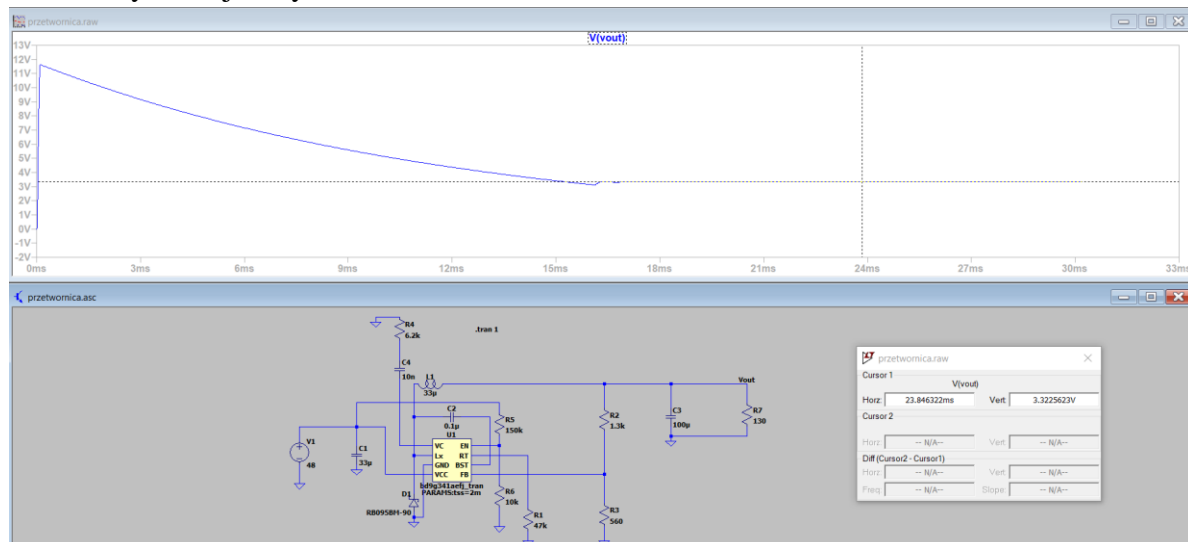 przetwornica.raw
V(vout)
13V
12V
11V
10V
9V
8V
7V
6V
5V
4V
3V
2V
1V
0V
-1V
-2V
0ms 3ms 6ms 9ms 12ms 15ms 18ms 21ms 24ms 27ms 30ms 33ms
przetwornica.asc
R4
6.2k
.tran 1
C4
10n
L1
33µ
Vout
C2
0.1µ
R5
150k
R2
1.3k
C3
100µ
R7
130
V1
48
C1
33µ
U1
VC EN
Lx RT
GND BST
VCC FB
bd9g341aefj_tran
PARAMS:tss=2m
D1
RB095BM-90
R6
10k
R1
47k
R3
560
przetwornica.raw
Cursor 1
V(vout)
Horz: 23.846322ms Vert: 3.3225623V
Cursor 2
Horz: -- N/A-- Vert: -- N/A--
Diff (Cursor2 - Cursor1)
Horz: -- N/A-- Vert: -- N/A--
Freq: -- N/A-- Slope: -- N/A--